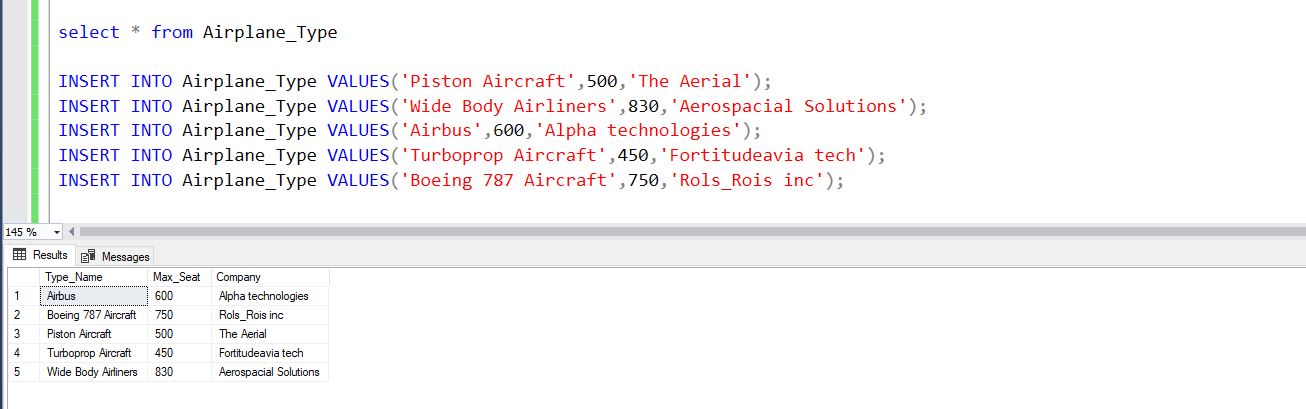 select * from Airplane_Type
INSERT INTO Airplane_Type VALUES('Piston Aircraft',500,'The Aerial');
INSERT INTO Airplane_Type VALUES('Wide Body Airliners',830,'Aerospacial Solutions');
INSERT INTO Airplane_Type VALUES('Airbus',600,'Alpha technologies');
INSERT INTO Airplane_Type VALUES('Turboprop Aircraft',450,'Fortitudeavia tech');
INSERT INTO Airplane_Type VALUES('Boeing 787 Aircraft',750,'Rols_Rois inc');
145 %
Results Messages
Type_Name Max_Seat Company
1 Airbus 600 Alpha technologies
2 Boeing 787 Aircraft 750 Rols_Rois inc
3 Piston Aircraft 500 The Aerial
4 Turboprop Aircraft 450 Fortitudeavia tech
5 Wide Body Airliners 830 Aerospacial Solutions